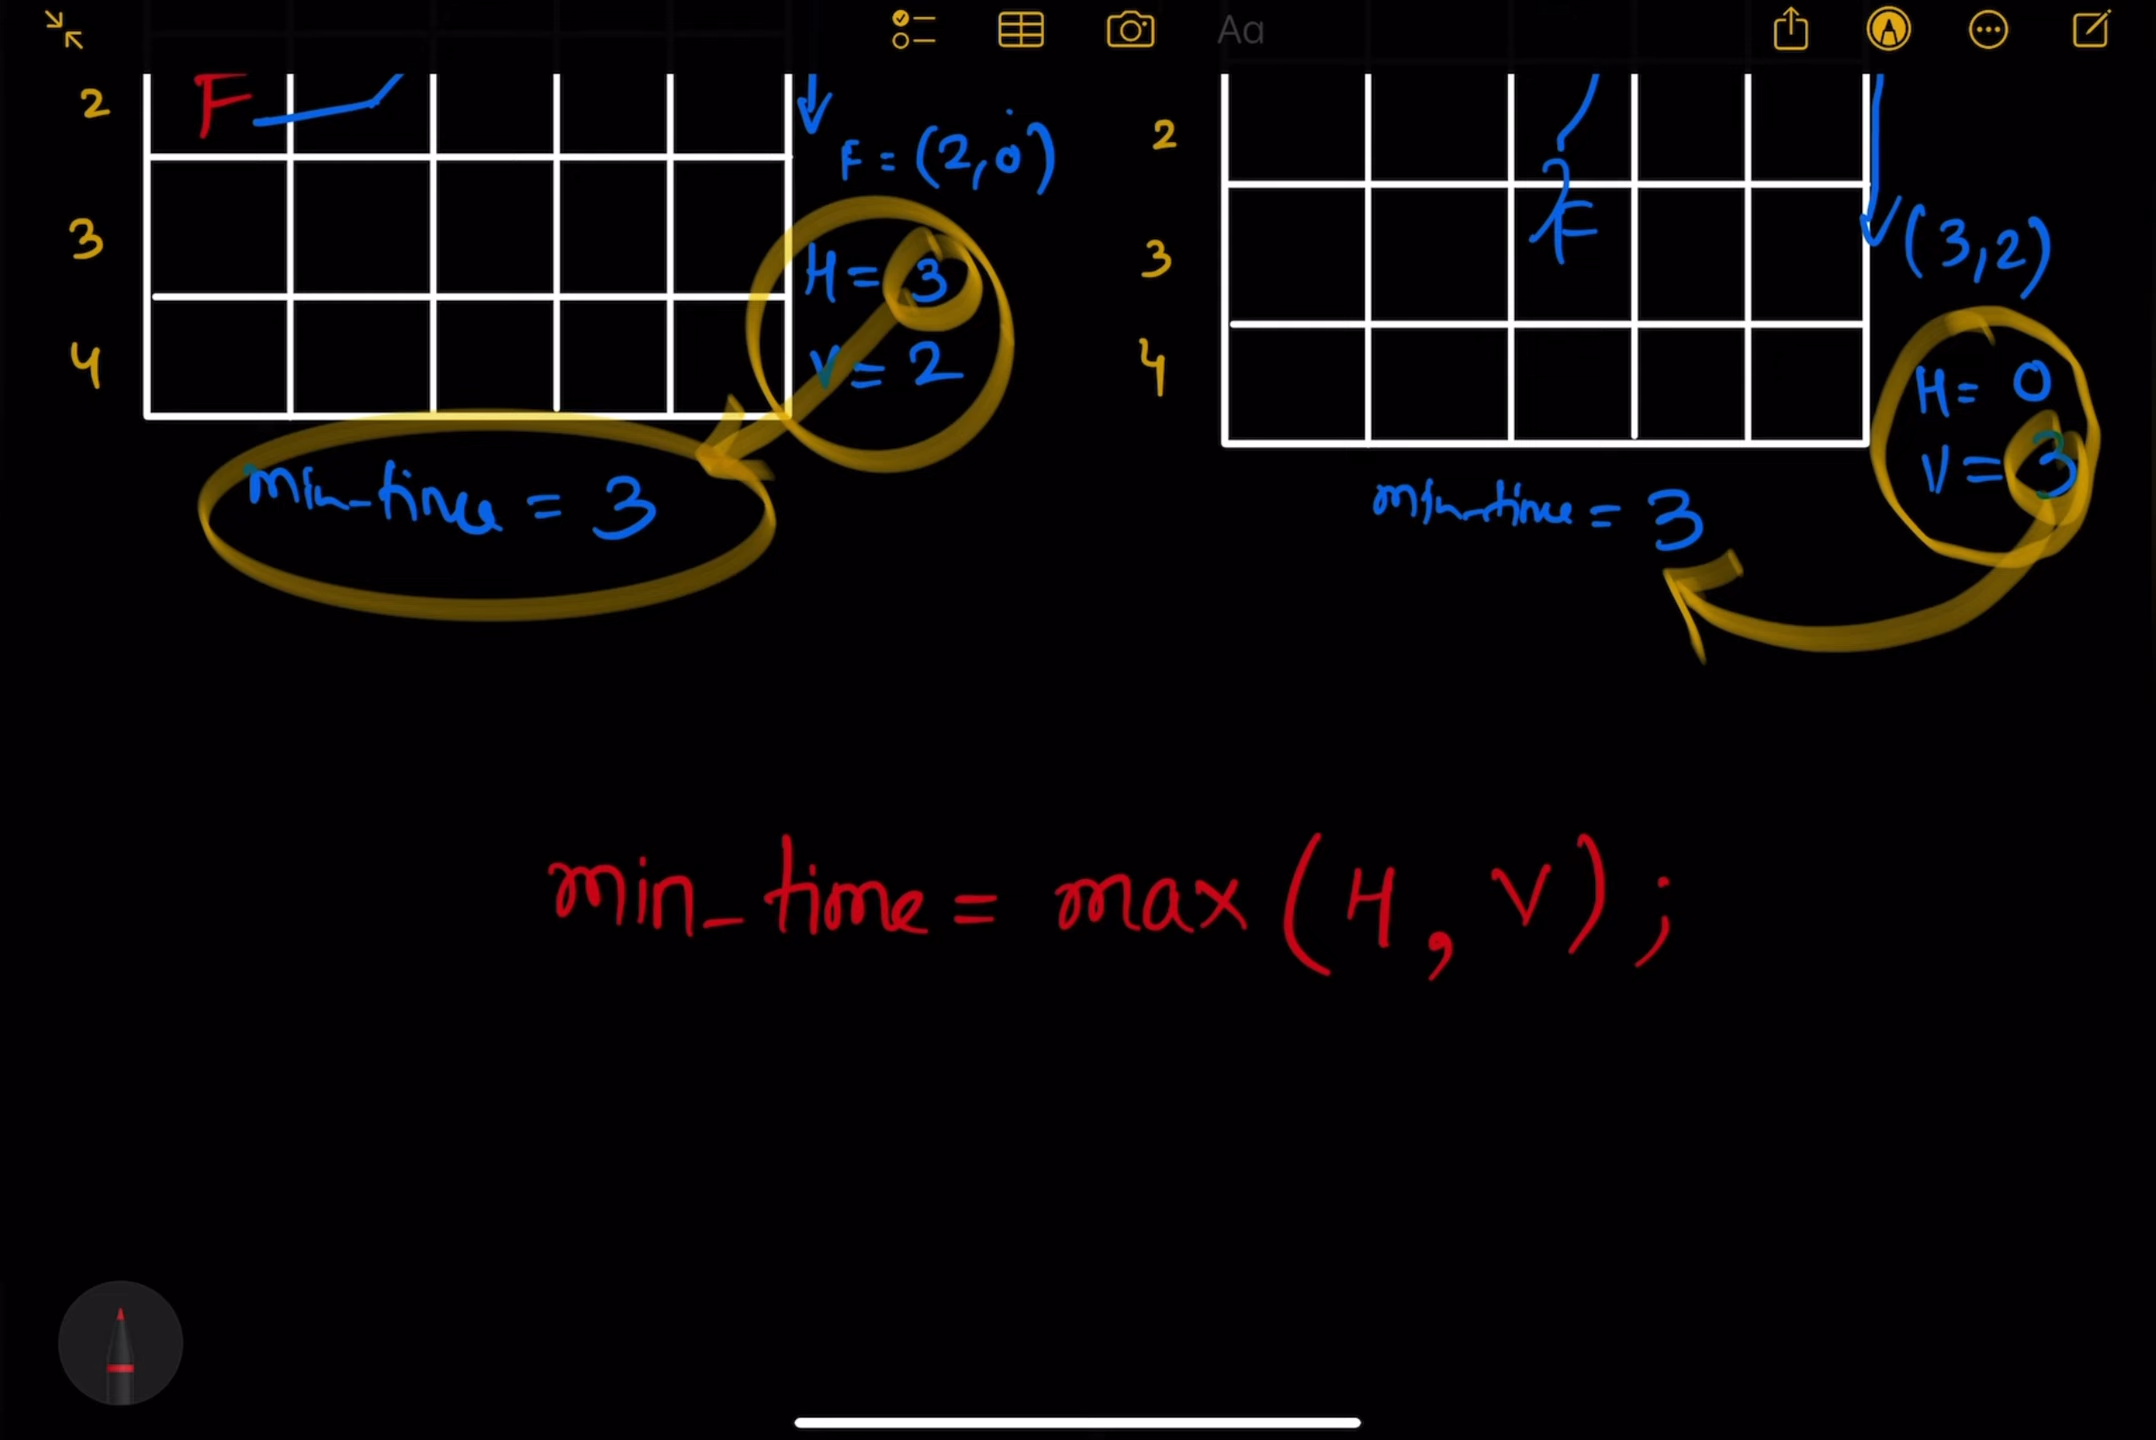 Aa
2
F
F = (2,0)
3
H = 3
V = 2
4
min_time = 3
2
F
3
(3,2)
4
H = 0
V = 3
min_time = 3
min_time = max(H, V);